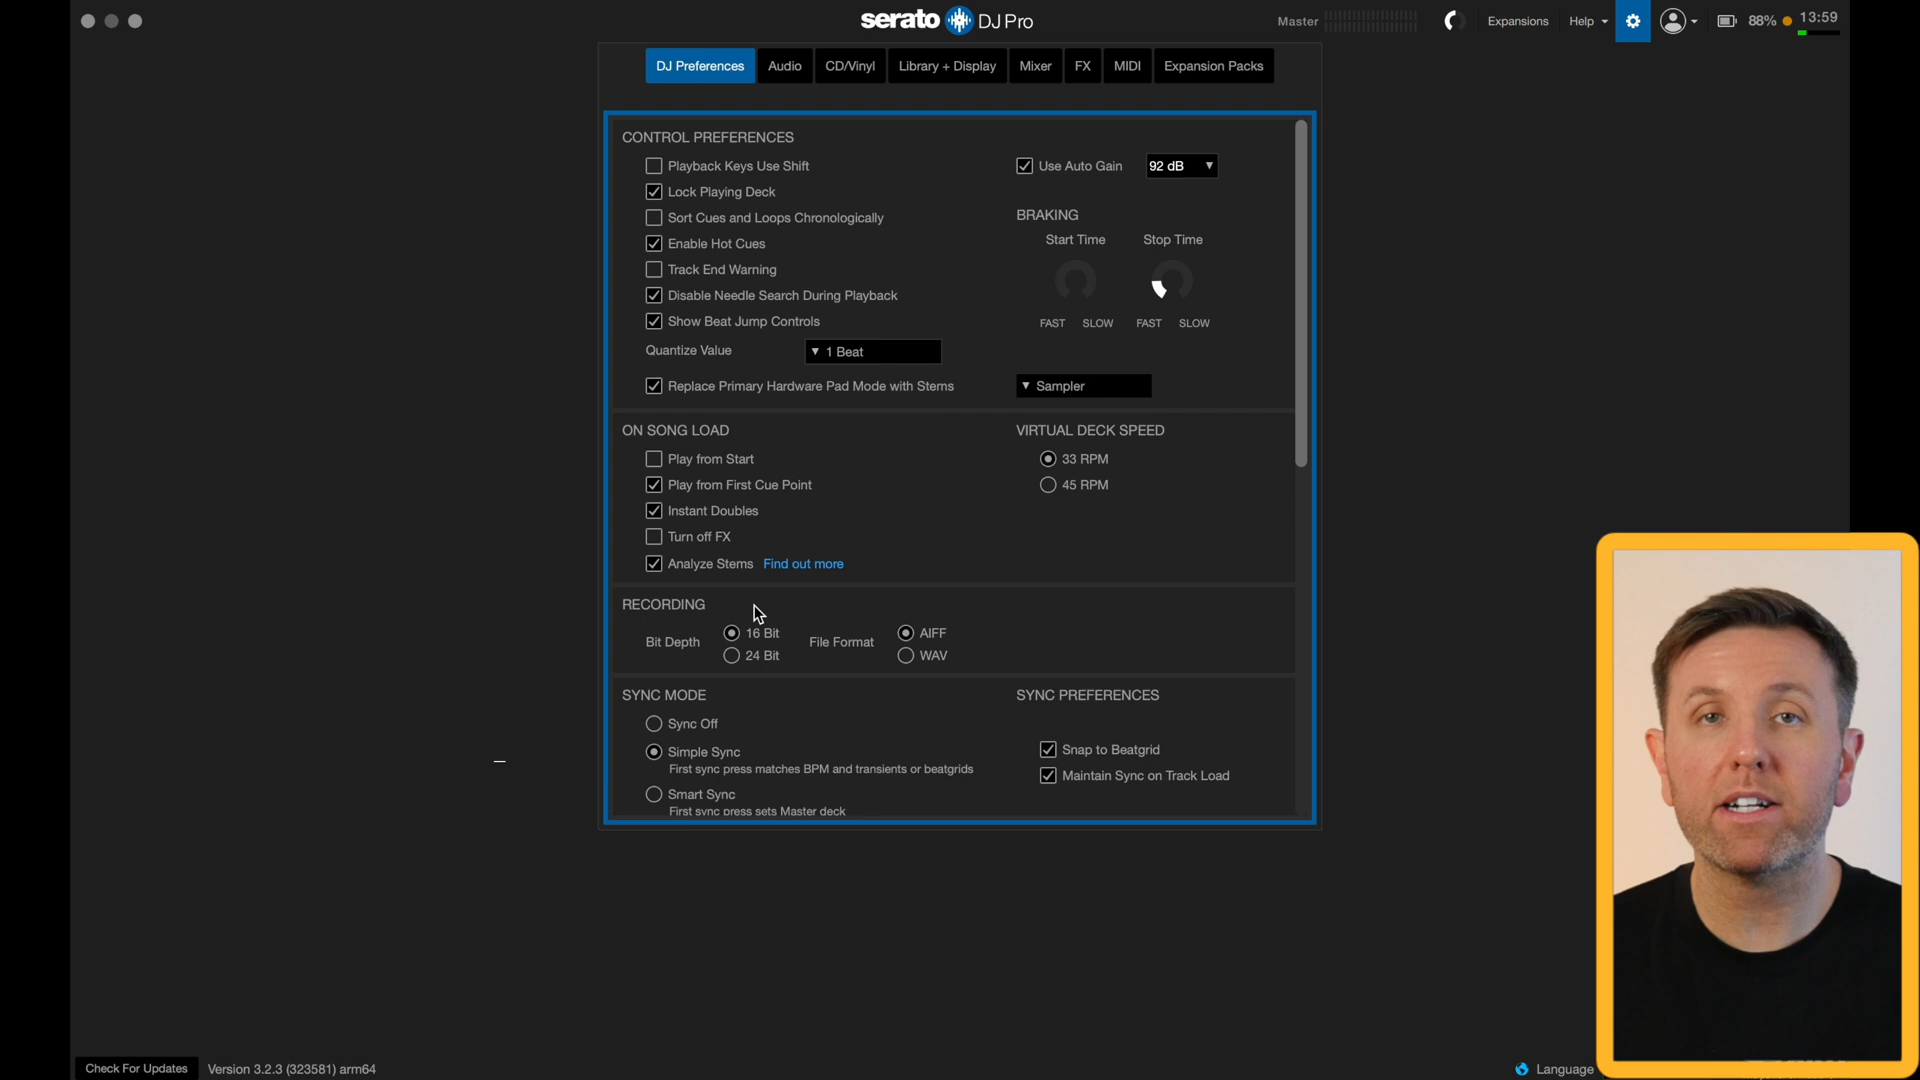 serato DJ Pro
Master
Expansions
Help
88%
13:59
DJ Preferences
Audio
CD/Vinyl
Library + Display
Mixer
FX
MIDI
Expansion Packs
CONTROL PREFERENCES
Playback Keys Use Shift
Lock Playing Deck
Sort Cues and Loops Chronologically
Enable Hot Cues
Track End Warning
Disable Needle Search During Playback
Show Beat Jump Controls
Quantize Value
1 Beat
Replace Primary Hardware Pad Mode with Stems
Sampler
Use Auto Gain
92 dB
BRAKING
Start Time
Stop Time
FAST SLOW
FAST SLOW
ON SONG LOAD
Play from Start
Play from First Cue Point
Instant Doubles
Turn off FX
Analyze Stems Find out more
VIRTUAL DECK SPEED
33 RPM
45 RPM
RECORDING
Bit Depth
16 Bit
24 Bit
File Format
AIFF
WAV
SYNC MODE
Sync Off
Simple Sync
First sync press matches BPM and transients or beatgrids
Smart Sync
First sync press sets Master deck
SYNC PREFERENCES
Snap to Beatgrid
Maintain Sync on Track Load
Check For Updates
Version 3.2.3 (323581) arm64
Language